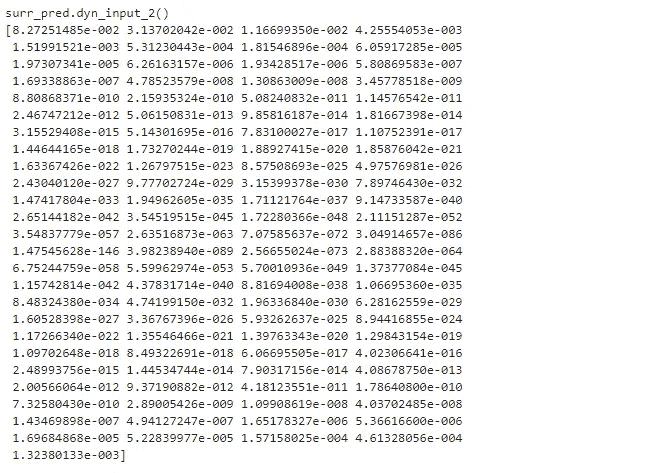 surr_pred.dyn_input_2()
[8.27251485e-002 3.13702042e-002 1.16699350e-002 4.25554053e-003
1.51991521e-003 5.31230443e-004 1.81546896e-004 6.05917285e-005
1.97307341e-005 6.26163157e-006 1.93428517e-006 5.80869583e-007
1.69338863e-007 4.78523579e-008 1.30863009e-008 3.45778518e-009
8.80868371e-010 2.15935324e-010 5.08240832e-011 1.14576542e-011
2.46747212e-012 5.06150831e-013 9.85816187e-014 1.81667398e-014
3.15529408e-015 5.14301695e-016 7.83100027e-017 1.10752391e-017
1.44644165e-018 1.73270244e-019 1.88927415e-020 1.85876042e-021
1.63367426e-022 1.26797515e-023 8.57508693e-025 4.97576981e-026
2.43040120e-027 9.77702724e-029 3.15399378e-030 7.89746430e-032
1.47417804e-033 1.94962605e-035 1.71121764e-037 9.14733587e-040
2.65144182e-042 3.54519515e-045 1.72280366e-048 2.11151287e-052
3.54837779e-057 2.63516873e-063 7.07585637e-072 3.04914657e-086
1.47545628e-146 3.98238940e-089 2.56655024e-073 2.88388320e-064
6.75244759e-058 5.59962974e-053 5.70010936e-049 1.37377084e-045
1.15742814e-042 4.37831714e-040 8.81694008e-038 1.06695360e-035
8.48324380e-034 4.74199150e-032 1.96336840e-030 6.28162559e-029
1.60528398e-027 3.36767396e-026 5.93262637e-025 8.94416855e-024
1.17266340e-022 1.35546466e-021 1.39763343e-020 1.29843154e-019
1.09702648e-018 8.49322691e-018 6.06695505e-017 4.02306641e-016
2.48993756e-015 1.44534744e-014 7.90317156e-014 4.08678750e-013
2.00566064e-012 9.37190882e-012 4.18123551e-011 1.78640800e-010
7.32580430e-010 2.89005426e-009 1.09908619e-008 4.03702485e-008
1.43469898e-007 4.94127247e-007 1.65178327e-006 5.36616600e-006
1.69684868e-005 5.22839977e-005 1.57158025e-004 4.61328056e-004
1.32380133e-003]